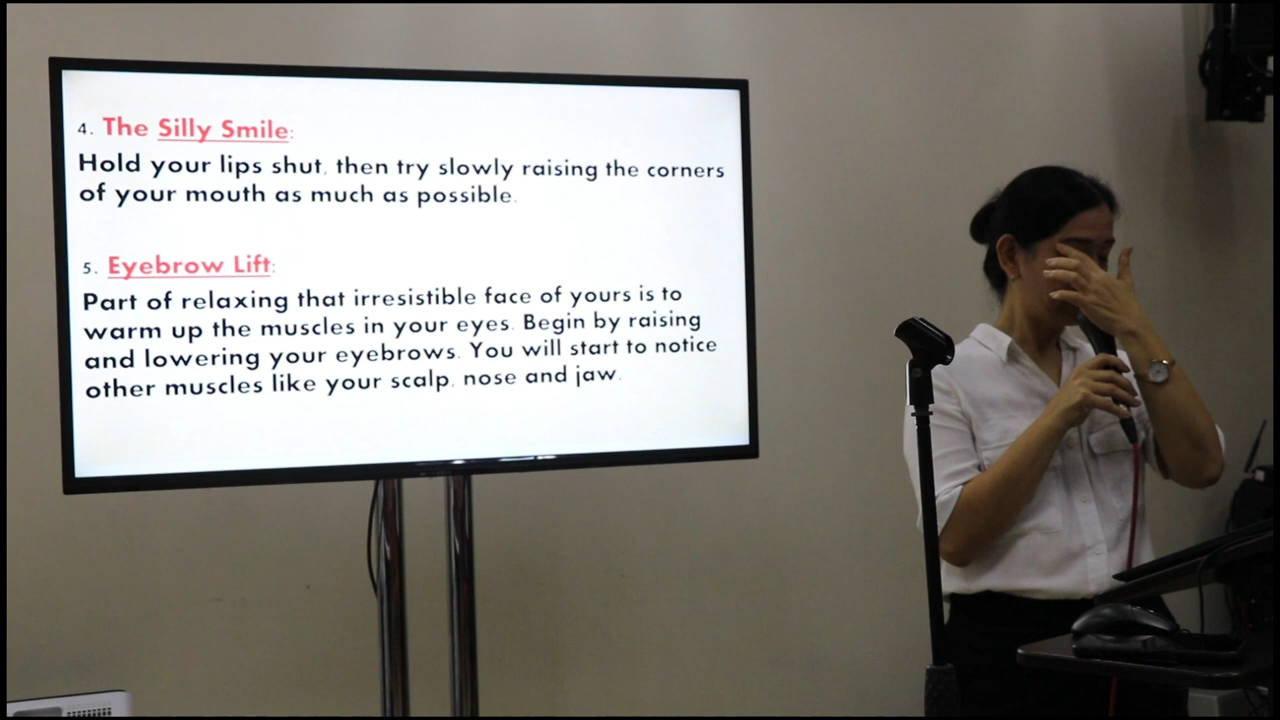 4. The Silly Smile:
Hold your lips shut, then try slowly raising the corners
of your mouth as much as possible.
5. Eyebrow Lift:
Part of relaxing that irresistible face of yours is to
warm up the muscles in your eyes. Begin by raising
and lowering your eyebrows. You will start to notice
other muscles like your scalp, nose and jaw.